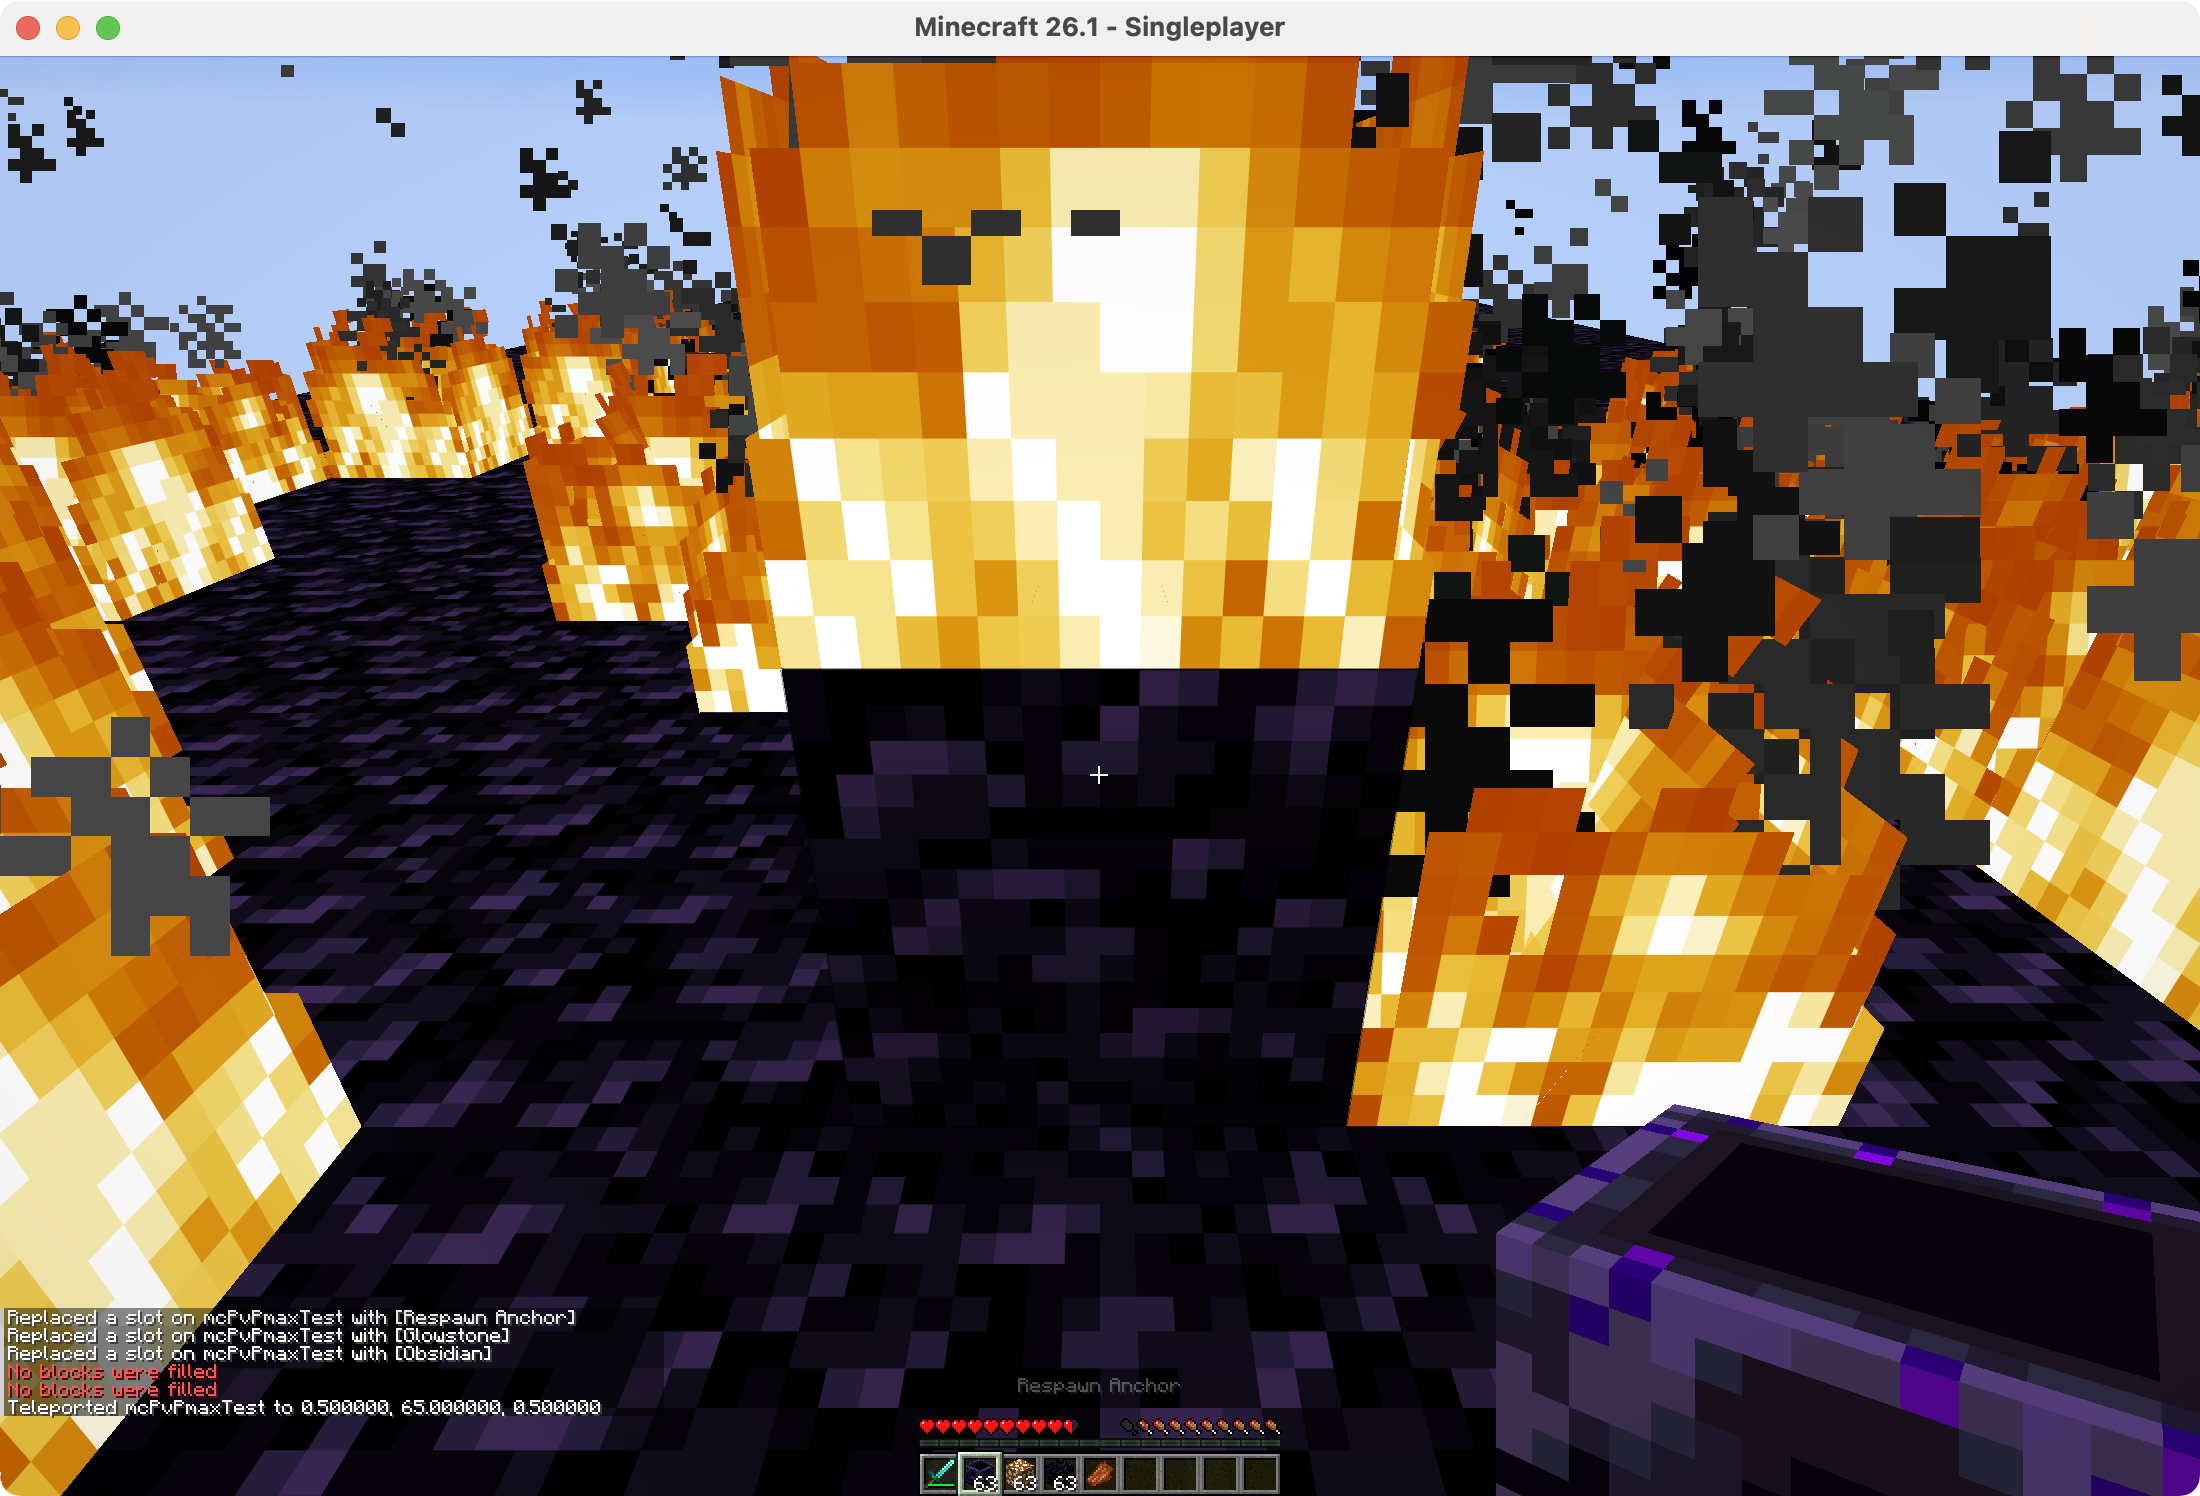 Minecraft 26.1 - Singleplayer
Replaced a slot on mcPvPmaxTest with [Respawn Anchor]
Replaced a slot on mcPvPmaxTest with [Glowstone]
Replaced a slot on mcPvPmaxTest with [Obsidian]
No blocks were filled
No blocks were filled
Teleported mcPvPmaxTest to 0.500000, 65.000000, 0.500000
Respawn Anchor
63 63 63